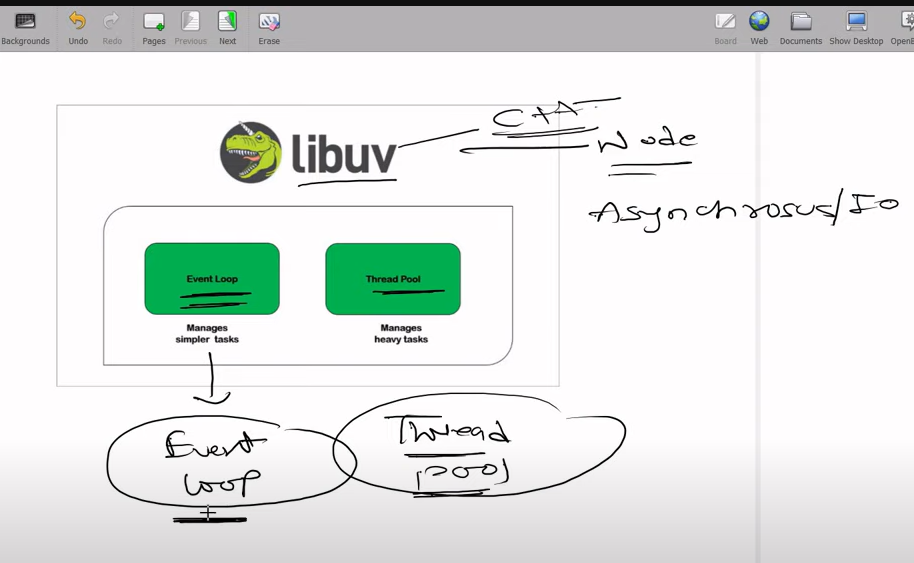 Backgrounds Undo Redo Pages Previous Next Erase Board Web Documents Show Desktop OpenB
libuv
C++
Node
Asynchrosus/Io
Event Loop
Thread Pool
Manages
simpler tasks
Manages
heavy tasks
Event
Loop
Thread
Pool